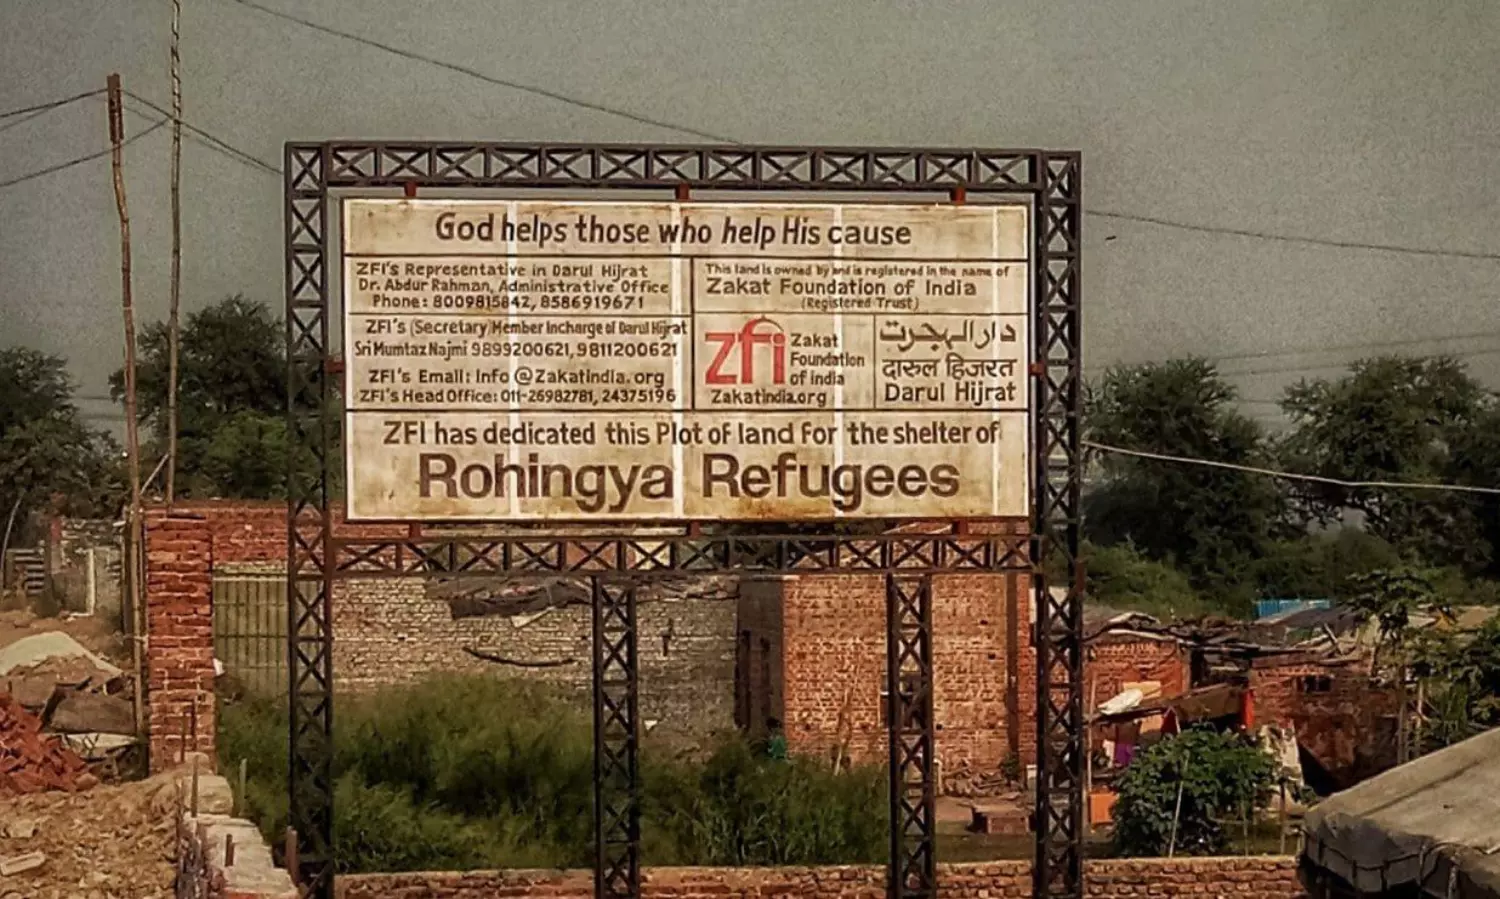 God helps those who help His cause
ZFI's Representative in Darul Hijrat
Dr. Abdur Rahman, Administrative Office
Phone: 8009815842, 8586919671
ZFI's (Secretary) Member Incharge of Darul Hijrat
Sri Mumtaz Najmi 9899200621, 9811200621
ZFI's Email: Info@Zakatindia.org
ZFI's Head Office: 011-26982781, 24375196
This land is owned by and is registered in the name of
Zakat Foundation of India
(Registered Trust)
zfi
Zakat
Foundation
of india
Zakatindia.org
دارالہجرت
दारुल हिजरत
Darul Hijrat
ZFI has dedicated this Plot of land for the shelter of
Rohingya Refugees